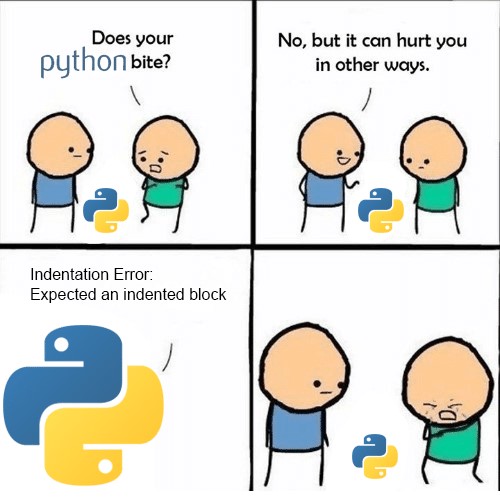 Does your
python bite?
No, but it can hurt you
in other ways.
Indentation Error:
Expected an indented block